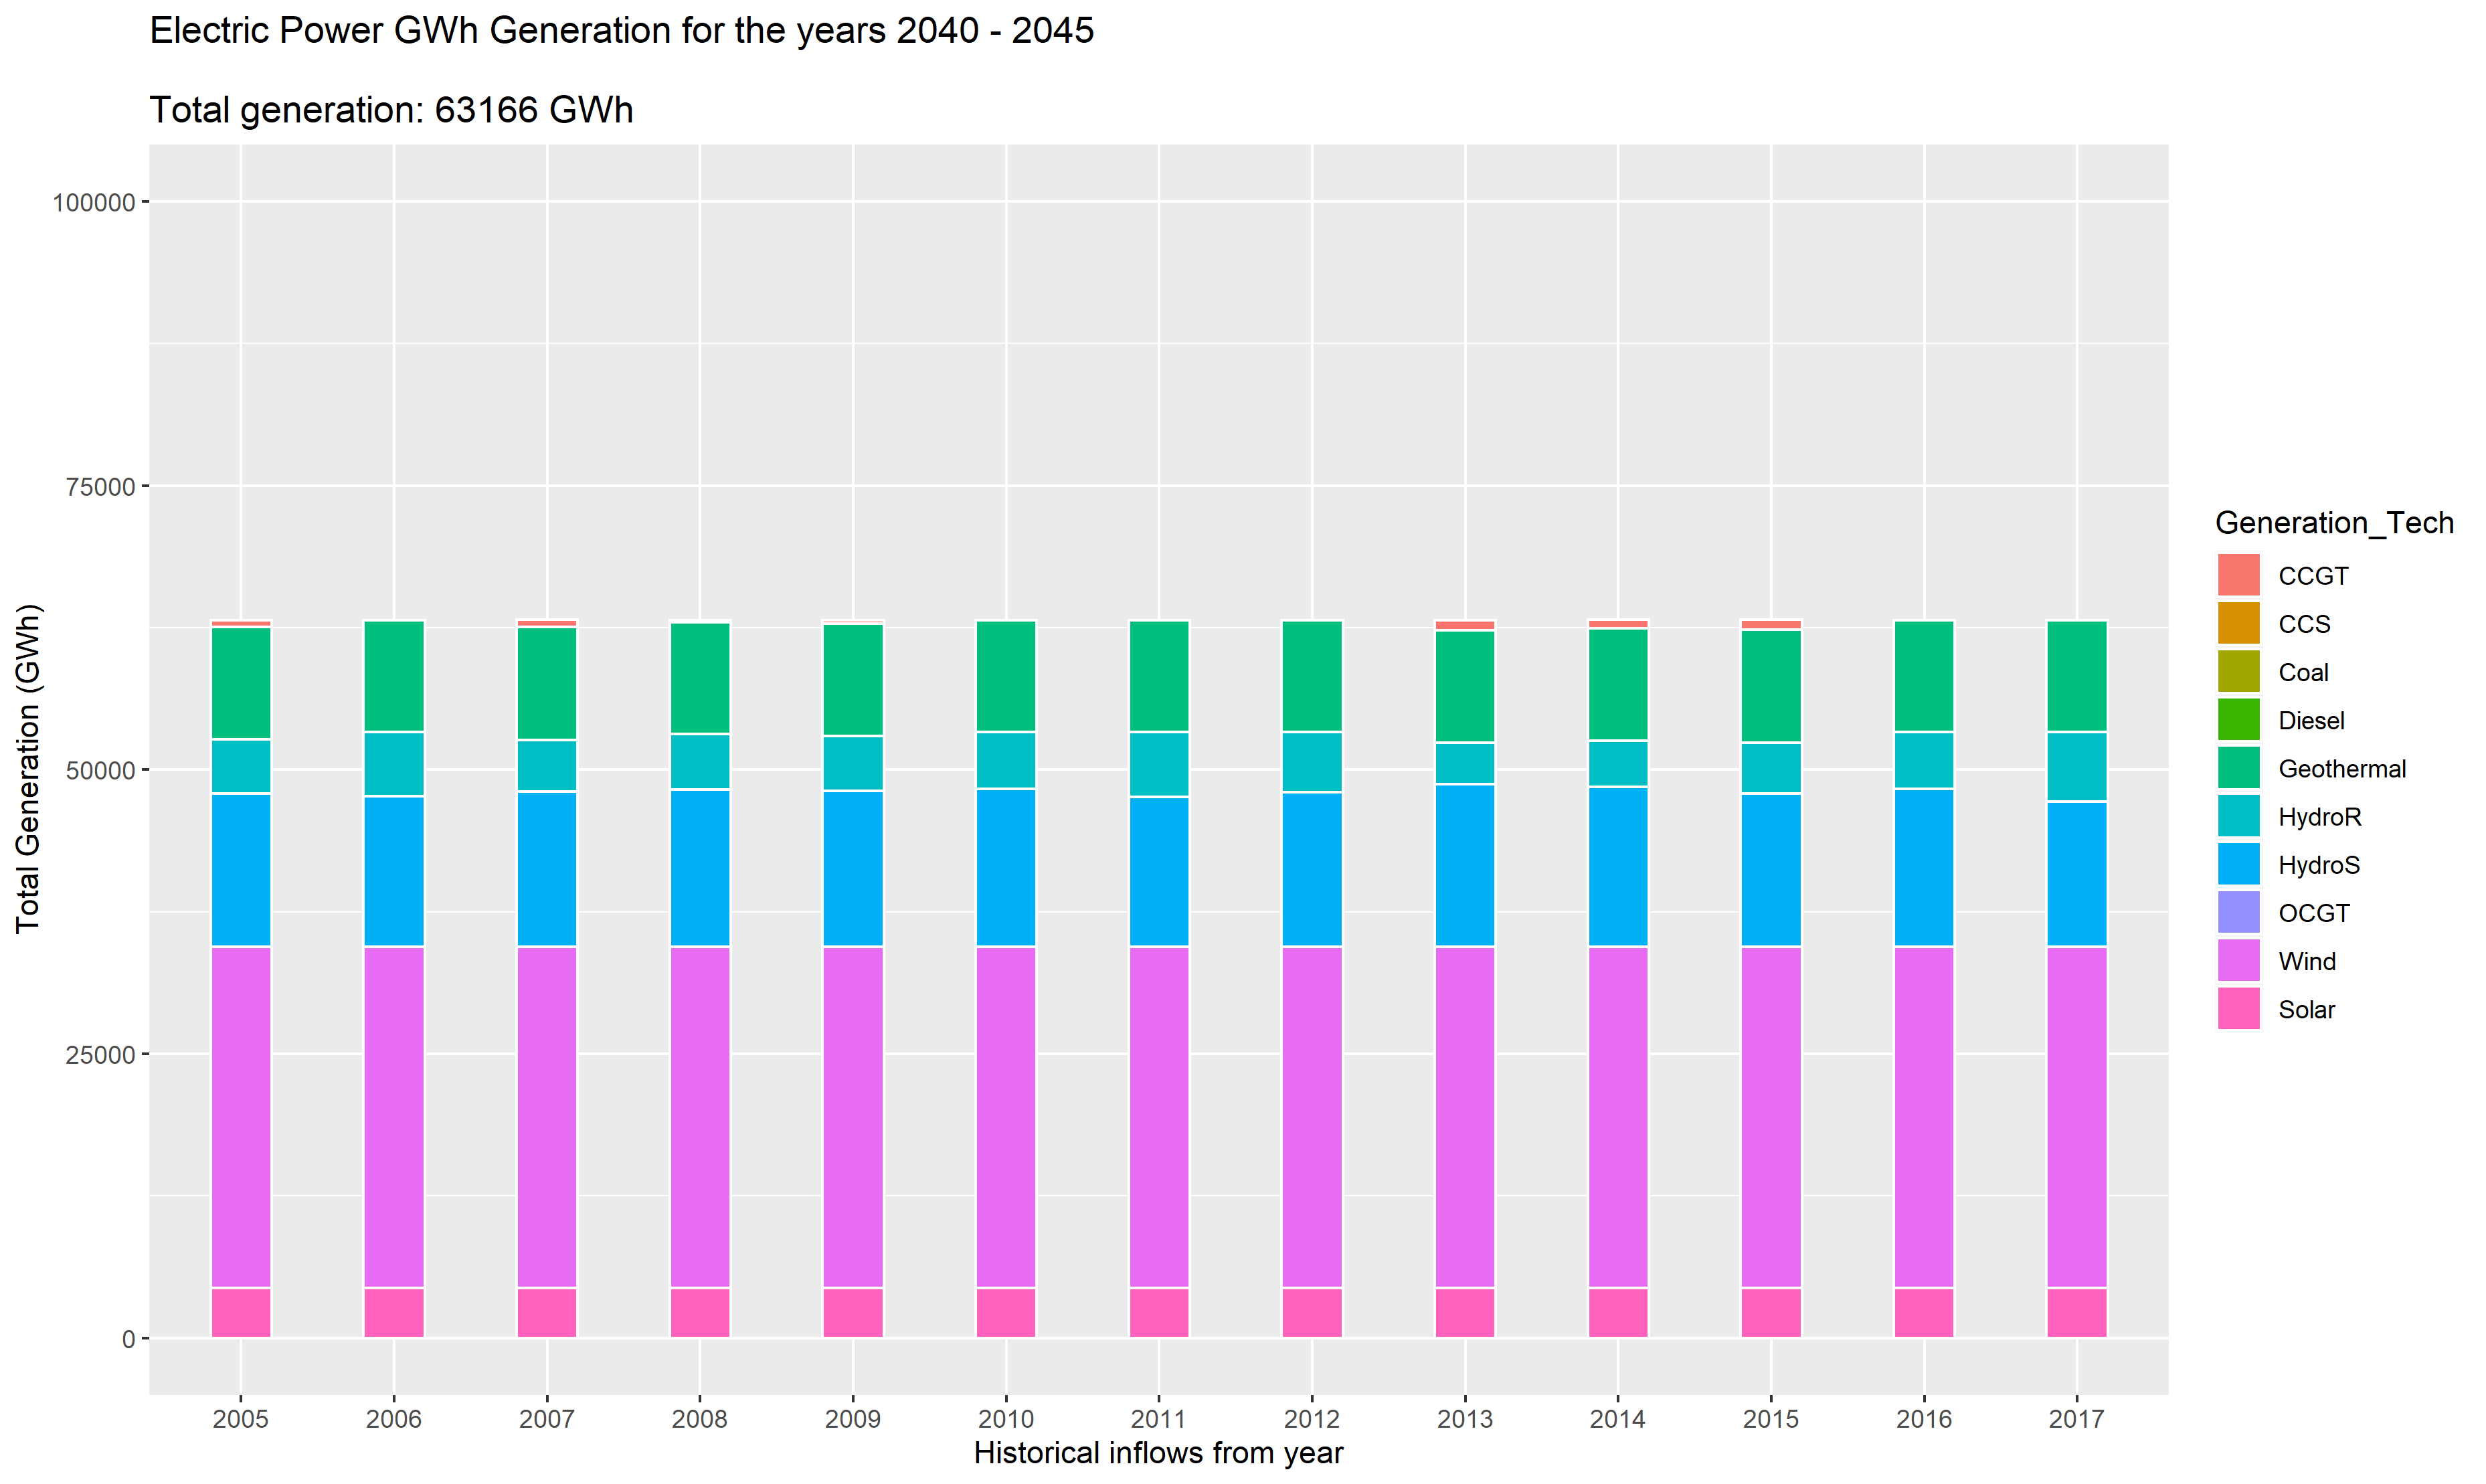 Electric Power GWh Generation for the years 2040 - 2045
Total generation: 63166 GWh
100000
75000
50000
25000
0
Total Generation (GWh)
2005 2006 2007 2008 2009 2010 2011 2012 2013 2014 2015 2016 2017
Historical inflows from year
Generation_Tech
CCGT
CCS
Coal
Diesel
Geothermal
HydroR
HydroS
OCGT
Wind
Solar